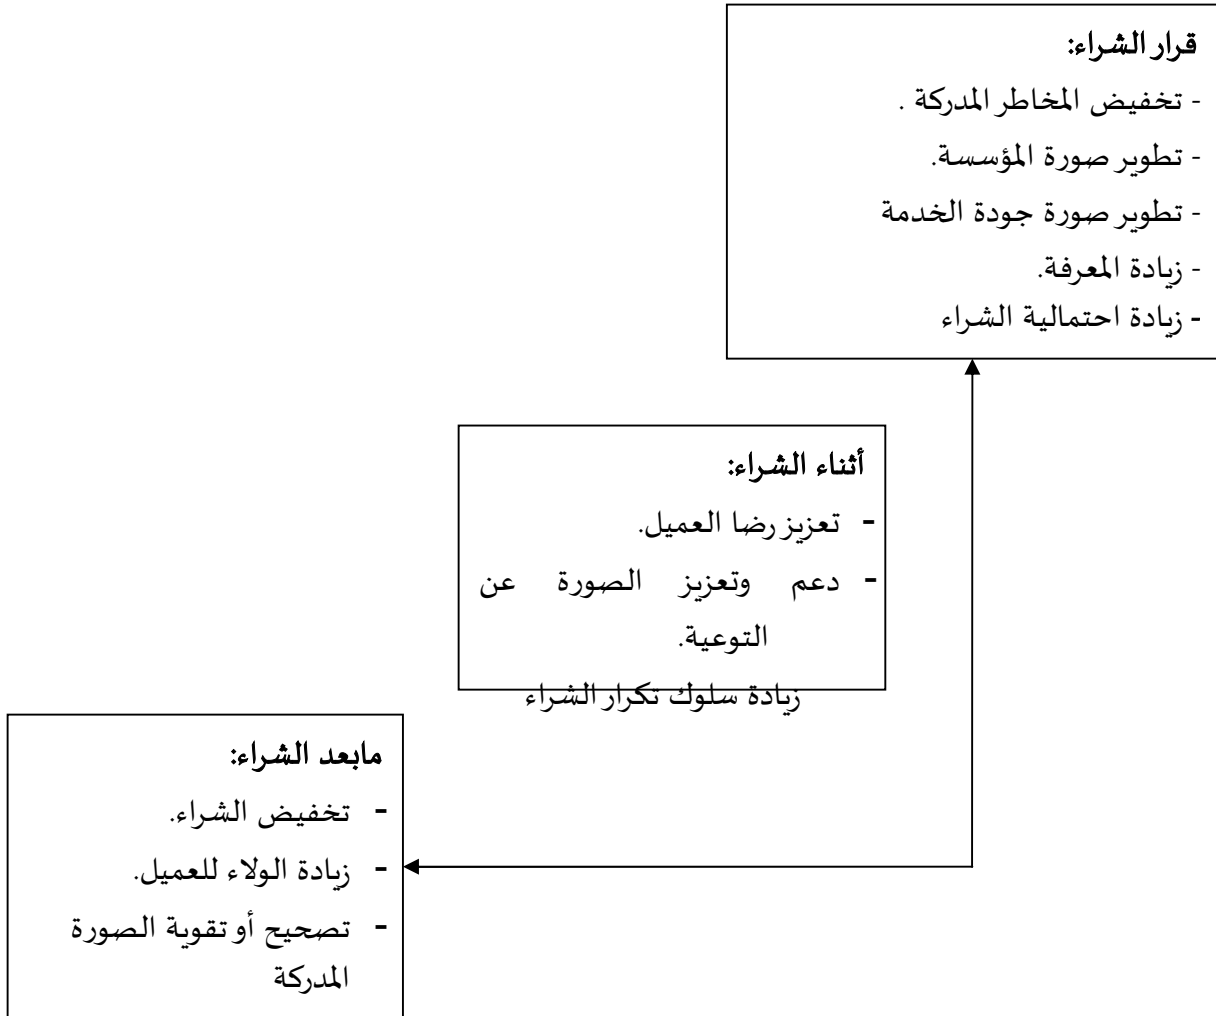 قرار الشراء:
- تخفيض المخاطر المدركة .
- تطوير صورة المؤسسة.
- تطوير صورة جودة الخدمة
- زيادة المعرفة.
- زيادة احتمالية الشراء
أثناء الشراء:
- تعزيز رضا العميل.
- دعم وتعزيز الصورة عن
التوعية.
زيادة سلوك تكرار الشراء
مابعد الشراء:
- تخفيض الشراء.
- زيادة الولاء للعميل.
- تصحيح أو تقوية الصورة
المدركة